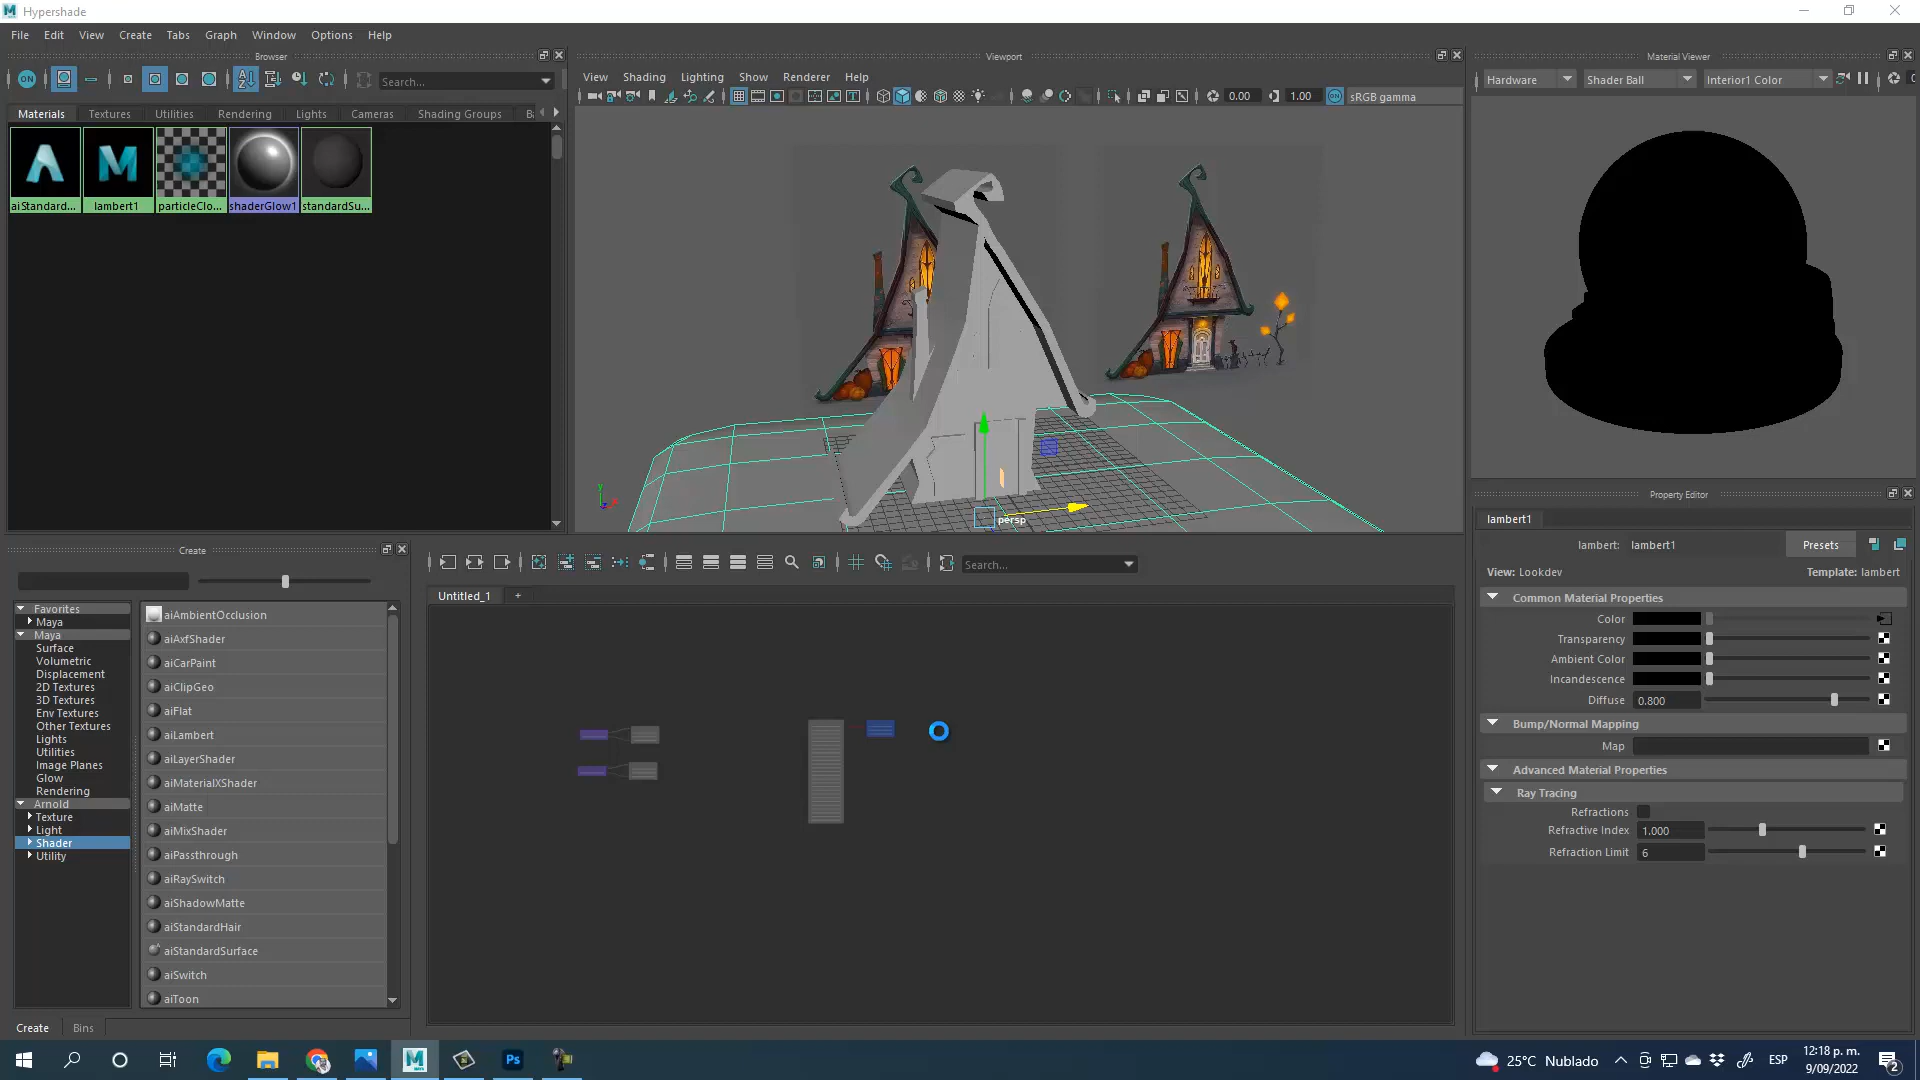 Hypershade
File Edit View Create Tabs Graph Window Options Help
Browser
ON
Search...
Materials Textures Utilities Rendering Lights Cameras Shading Groups
aiStandard... lambert1 particleClo... shaderGlow1 standardSu...
Viewport
View Shading Lighting Show Renderer Help
0.00 1.00 ON sRGB gamma
persp
Material Viewer
Hardware Shader Ball Interior1 Color
Property Editor
lambert1
lambert: lambert1 Presets
View: Lookdev Template: lambert
Common Material Properties
Color
Transparency
Ambient Color
Incandescence
Diffuse 0.800
Bump/Normal Mapping
Map
Advanced Material Properties
Ray Tracing
Refractions
Refractive Index 1.000
Refraction Limit 6
Create
Favorites
Maya
Maya
Surface
Volumetric
Displacement
2D Textures
3D Textures
Env Textures
Other Textures
Lights
Utilities
Image Planes
Glow
Rendering
Arnold
Texture
Light
Shader
Utility
aiAmbientOcclusion
aiAxfShader
aiCarPaint
aiClipGeo
aiFlat
aiLambert
aiLayerShader
aiMaterialXShader
aiMatte
aiMixShader
aiPassthrough
aiRaySwitch
aiShadowMatte
aiStandardHair
aiStandardSurface
aiSwitch
aiToon
Create Bins
Search...
Untitled_1 +
25°C Nublado ESP 12:18 p. m.
9/09/2022
2